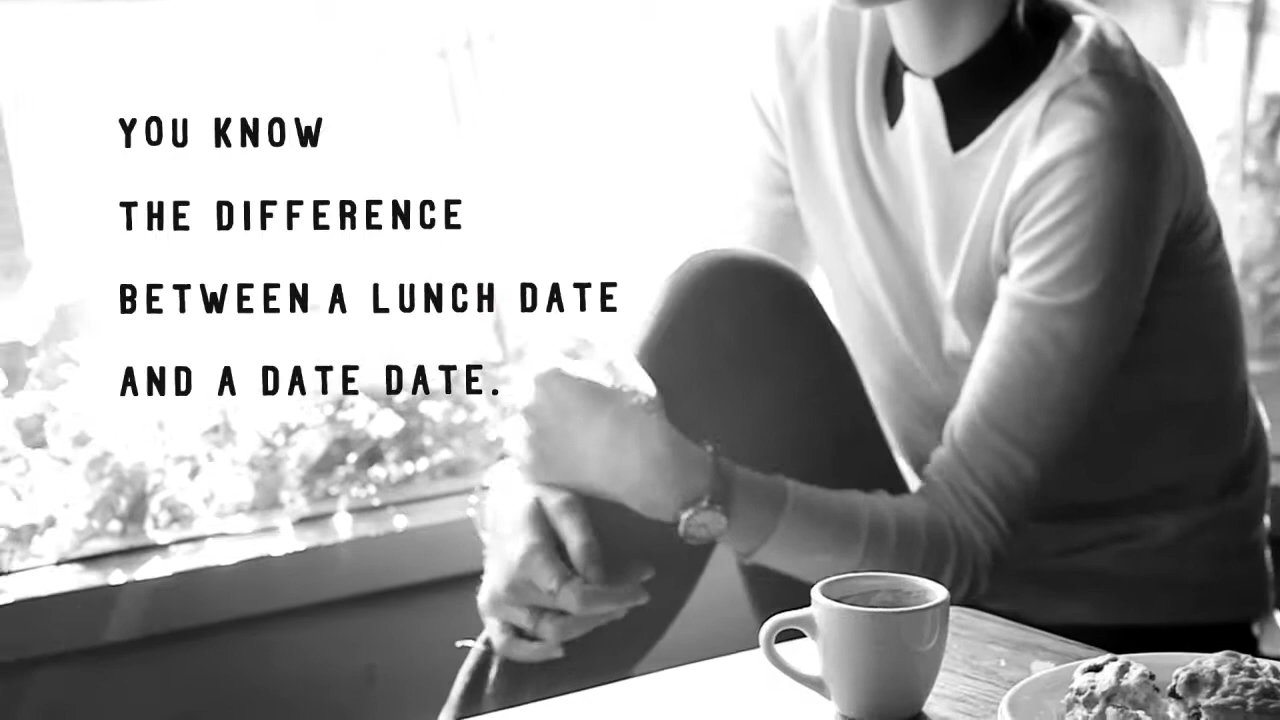 YOU KNOW
THE DIFFERENCE
BETWEEN A LUNCH DATE
AND A DATE DATE.